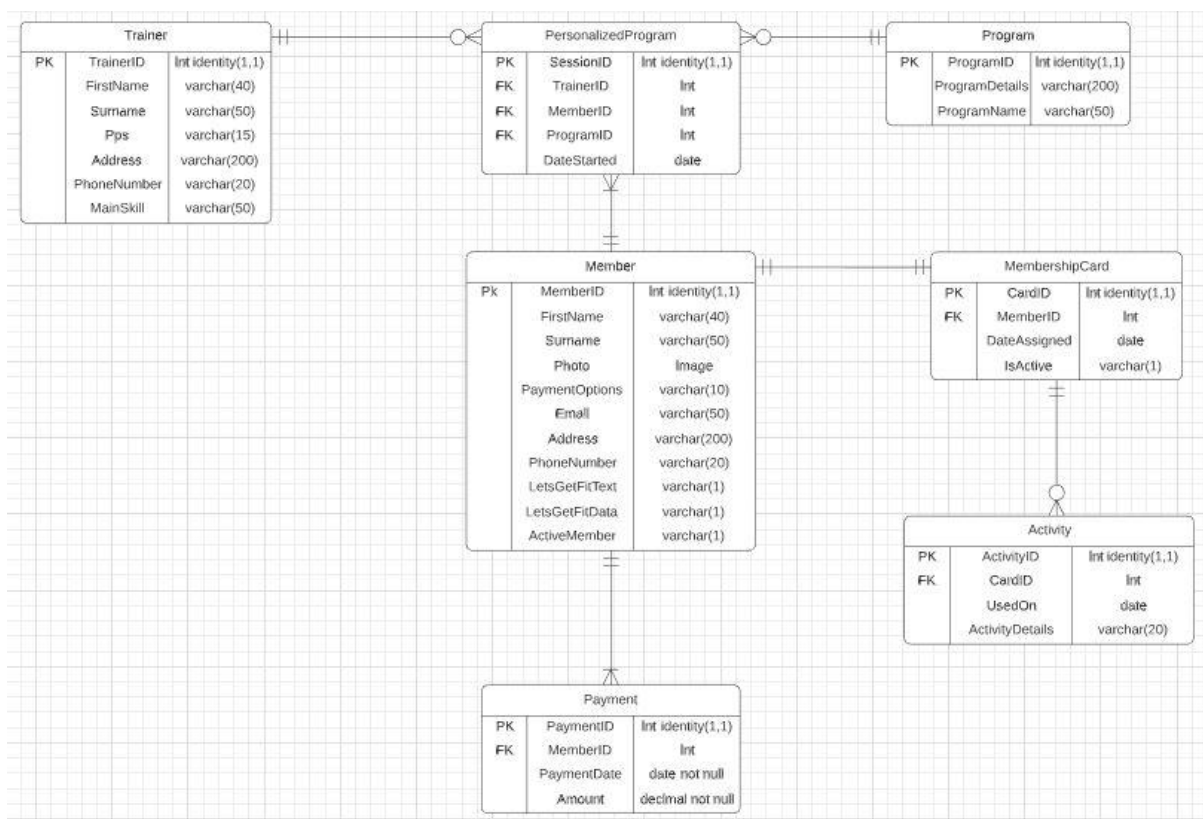 Trainer
PK TrainerID Int identity(1,1)
FirstName varchar(40)
Surname varchar(50)
Pps varchar(15)
Address varchar(200)
PhoneNumber varchar(20)
MainSkill varchar(50)
PersonalizedProgram
PK SessionID Int identity(1,1)
FK TrainerID Int
FK MemberID Int
FK ProgramID Int
DateStarted date
Program
PK ProgramID Int identity(1,1)
ProgramDetails varchar(200)
ProgramName varchar(50)
Member
Pk MemberID Int identity(1,1)
FirstName varchar(40)
Surname varchar(50)
Photo Image
PaymentOptions varchar(10)
Email varchar(50)
Address varchar(200)
PhoneNumber varchar(20)
LetsGetFitText varchar(1)
LetsGetFitData varchar(1)
ActiveMember varchar(1)
MembershipCard
PK CardID Int identity(1,1)
FK MemberID Int
DateAssigned date
IsActive varchar(1)
Activity
PK ActivityID Int identity(1,1)
FK CardID Int
UsedOn date
ActivityDetails varchar(20)
Payment
PK PaymentID Int identity(1,1)
FK MemberID Int
PaymentDate date not null
Amount decimal not null